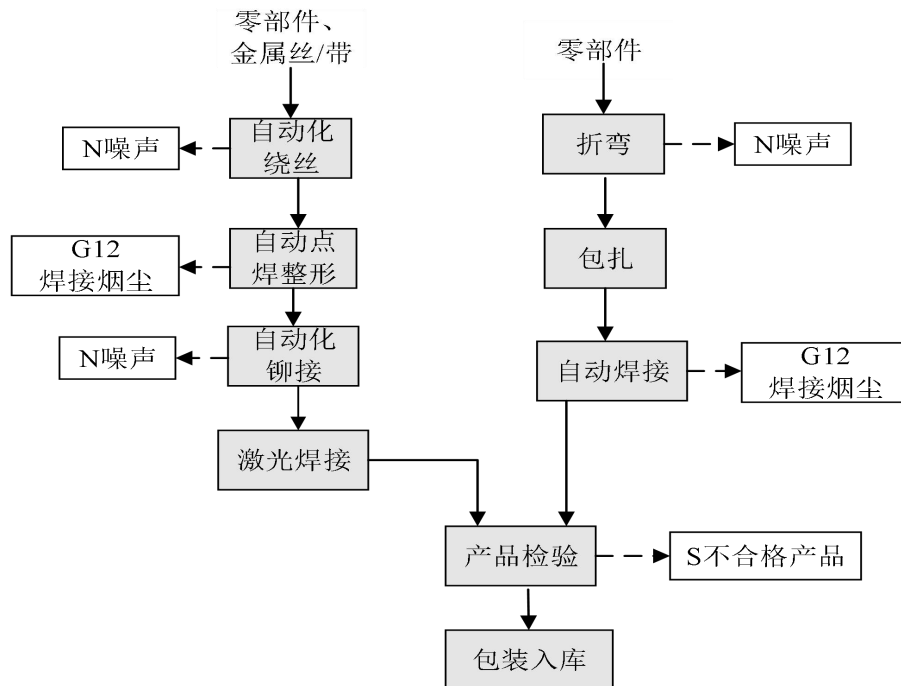 零部件、
金属丝/带
零部件
N噪声
自动化
绕丝
折弯
N噪声
G12
焊接烟尘
自动点
焊整形
包扎
N噪声
自动化
铆接
自动焊接
G12
焊接烟尘
激光焊接
产品检验
S不合格产品
包装入库